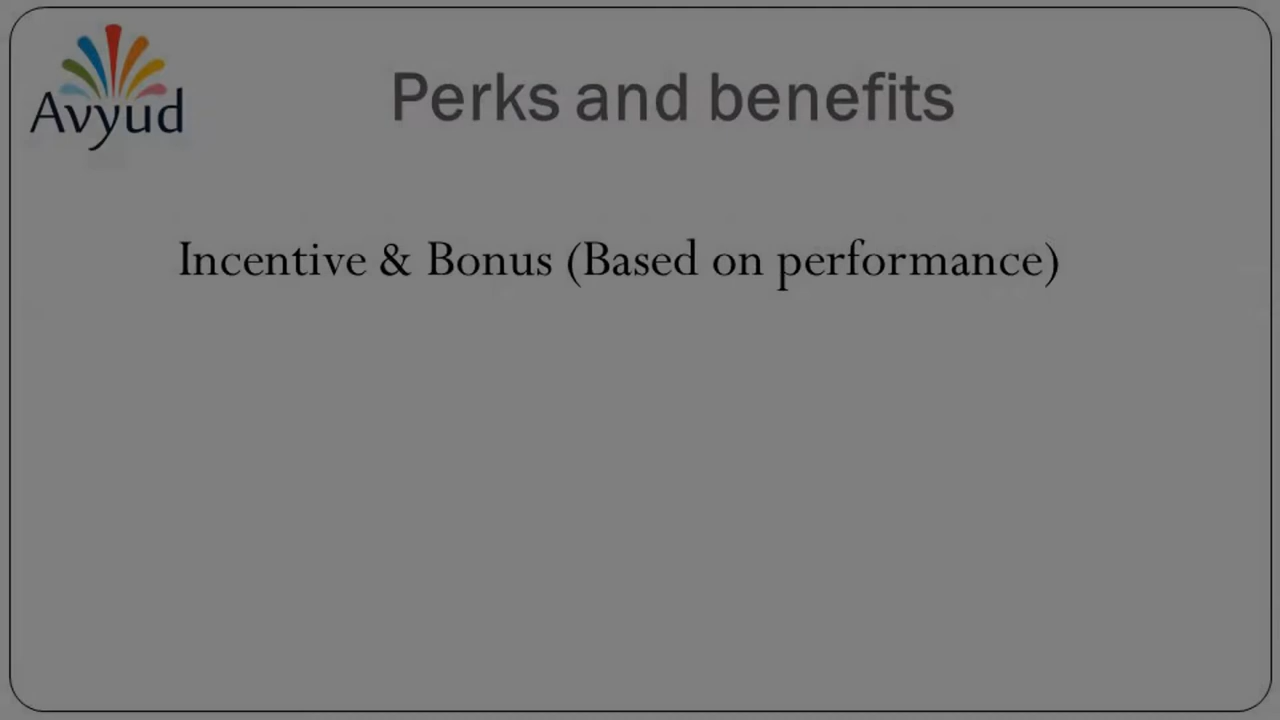 Avyud
Perks and benefits
Incentive & Bonus (Based on performance)